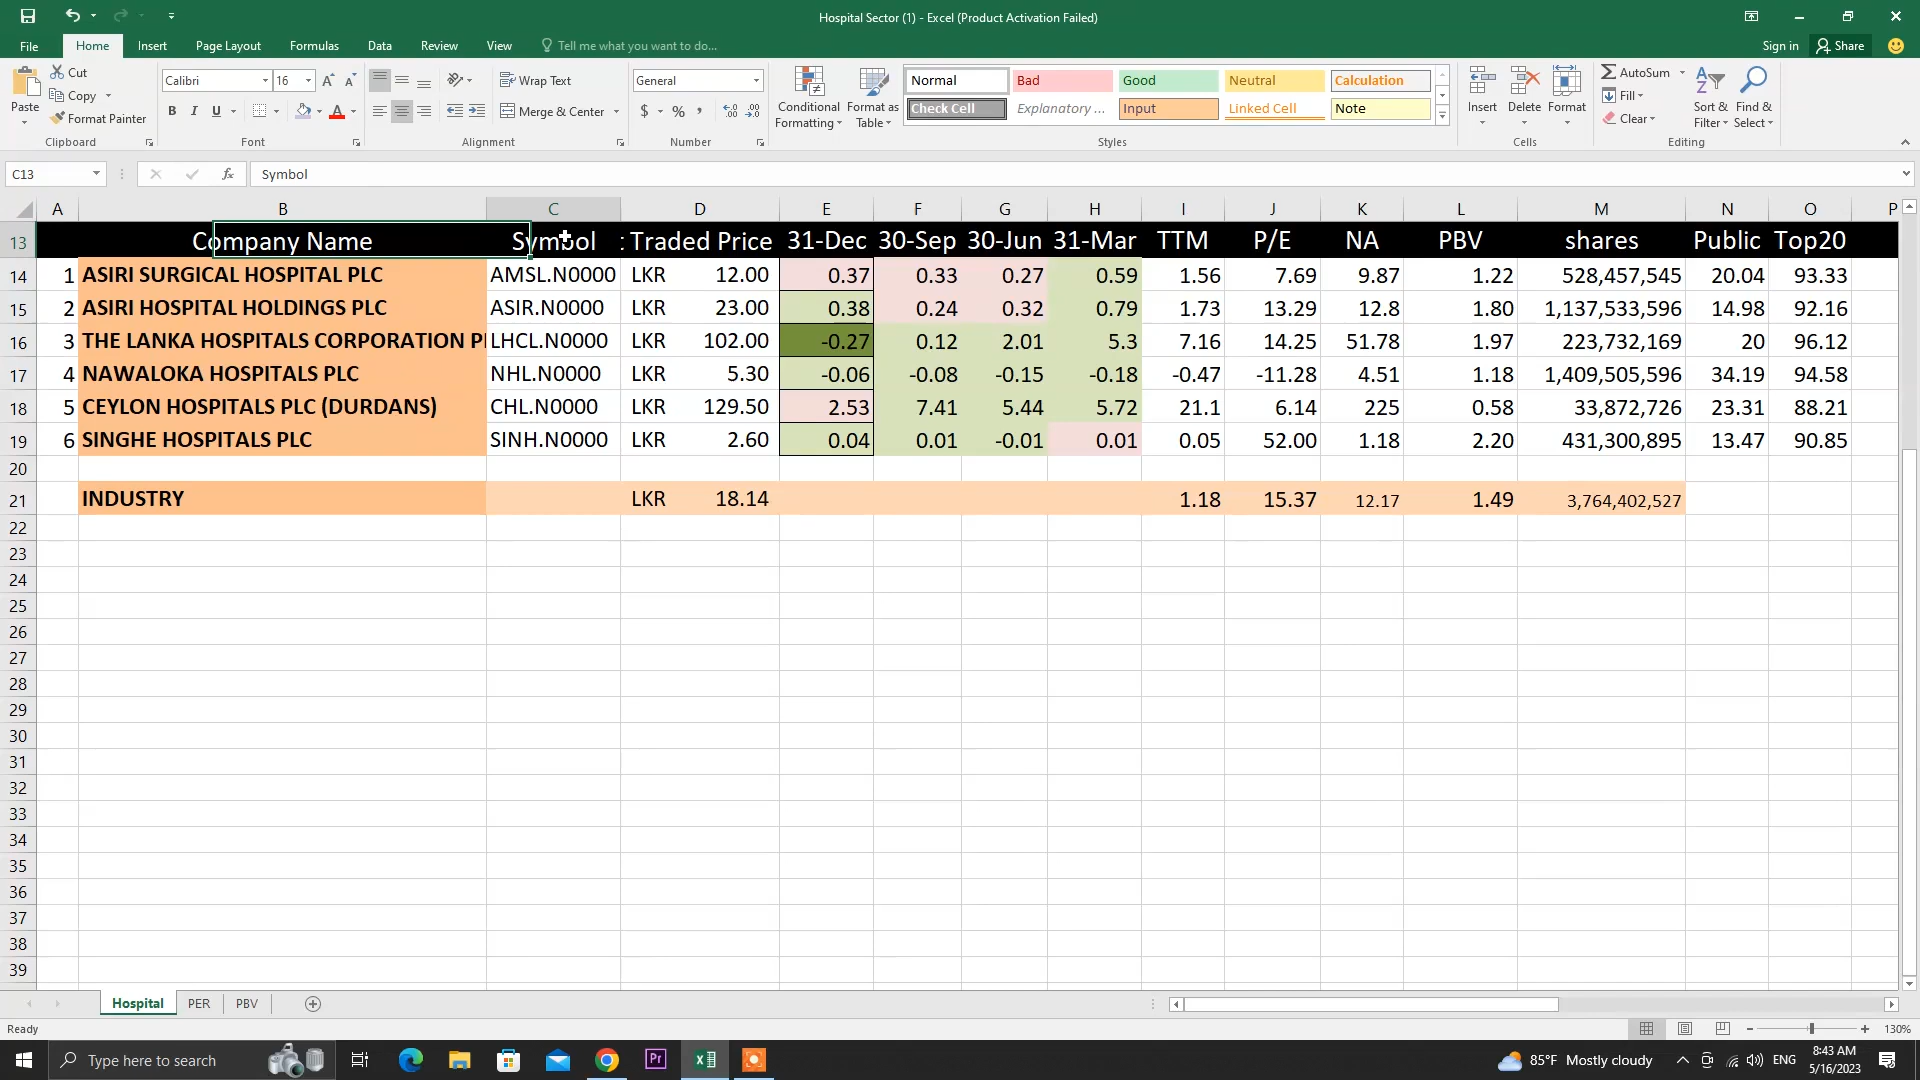 Hospital Sector (1) - Excel (Product Activation Failed)
File Home Insert Page Layout Formulas Data Review View Tell me what you want to do... Sign in Share
Paste Cut Copy Format Painter Clipboard
Calibri 16 A A B I U A Font
Wrap Text Merge & Center Alignment
General $ % , Number
Conditional Formatting Format as Table
Normal Bad Good Neutral Calculation
Check Cell Explanatory ... Input Linked Cell Note
Styles
Insert Delete Format Cells
AutoSum Fill Clear Sort & Filter Find & Select Editing
C13 fx Symbol
A B C D E F G H I J K L M N O P
13 Company Name Symbol : Traded Price 31-Dec 30-Sep 30-Jun 31-Mar TTM P/E NA PBV shares Public Top20
14 1 ASIRI SURGICAL HOSPITAL PLC AMSL.N0000 LKR 12.00 0.37 0.33 0.27 0.59 1.56 7.69 9.87 1.22 528,457,545 20.04 93.33
15 2 ASIRI HOSPITAL HOLDINGS PLC ASIR.N0000 LKR 23.00 0.38 0.24 0.32 0.79 1.73 13.29 12.8 1.80 1,137,533,596 14.98 92.16
16 3 THE LANKA HOSPITALS CORPORATION P LHCL.N0000 LKR 102.00 -0.27 0.12 2.01 5.3 7.16 14.25 51.78 1.97 223,732,169 20 96.12
17 4 NAWALOKA HOSPITALS PLC NHL.N0000 LKR 5.30 -0.06 -0.08 -0.15 -0.18 -0.47 -11.28 4.51 1.18 1,409,505,596 34.19 94.58
18 5 CEYLON HOSPITALS PLC (DURDANS) CHL.N0000 LKR 129.50 2.53 7.41 5.44 5.72 21.1 6.14 225 0.58 33,872,726 23.31 88.21
19 6 SINGHE HOSPITALS PLC SINH.N0000 LKR 2.60 0.04 0.01 -0.01 0.01 0.05 52.00 1.18 2.20 431,300,895 13.47 90.85
20
21 INDUSTRY LKR 18.14 1.18 15.37 12.17 1.49 3,764,402,527
22
23
24
25
26
27
28
29
30
31
32
33
34
35
36
37
38
39
Hospital PER PBV
Ready 130%
Type here to search Pr 85°F Mostly cloudy ENG 8:43 AM
5/16/2023